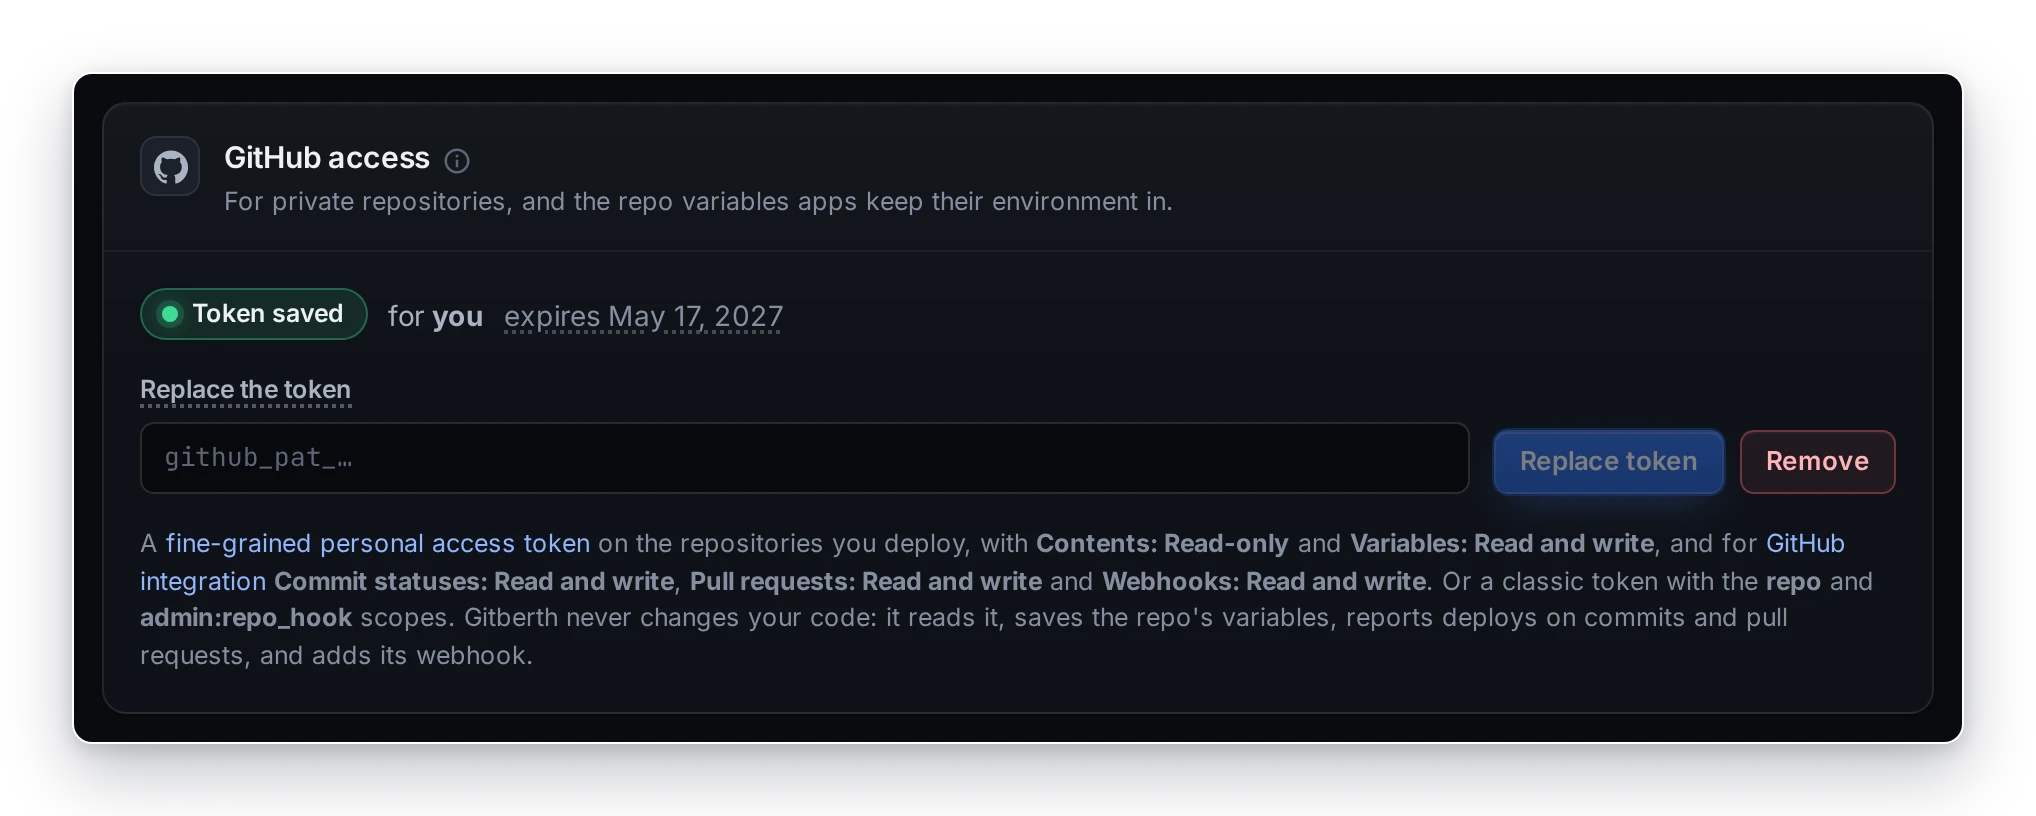 GitHub access
For private repositories, and the repo variables apps keep their environment in.
Token saved for you expires May 17, 2027
Replace the token
github_pat_… Replace token Remove
A fine-grained personal access token on the repositories you deploy, with Contents: Read-only and Variables: Read and write, and for GitHub
integration Commit statuses: Read and write, Pull requests: Read and write and Webhooks: Read and write. Or a classic token with the repo and
admin:repo_hook scopes. Gitberth never changes your code: it reads it, saves the repo's variables, reports deploys on commits and pull
requests, and adds its webhook.